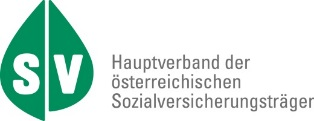 SV
Hauptverband der
österreichischen
Sozialversicherungsträger